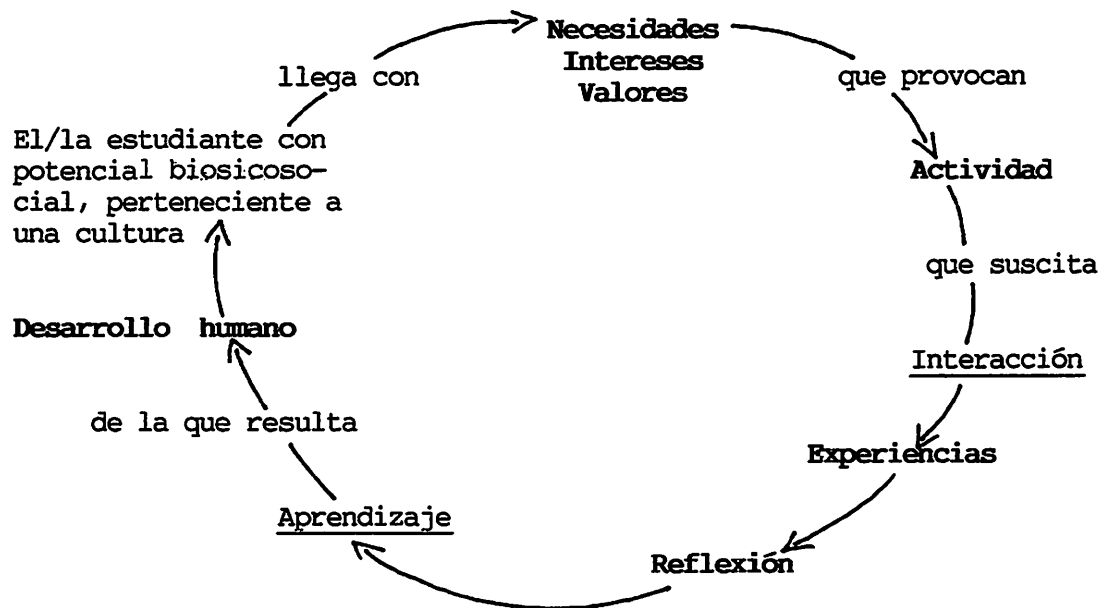 Necesidades
Intereses
Valores
que provocan
Actividad
que suscita
Interacción
Experiencias
Reflexión
Aprendizaje
de la que resulta
Desarrollo humano
El/la estudiante con
potencial biosicoso-
cial, perteneciente a
una cultura
llega con